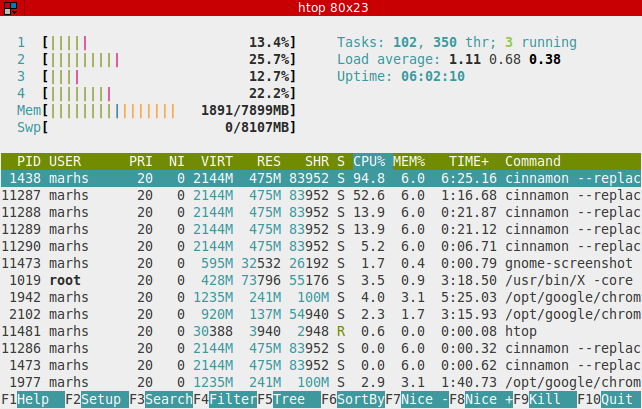 htop 80x23
1 [||||| 13.4%] Tasks: 102, 350 thr; 3 running
2 [||||||||| 25.7%] Load average: 1.11 0.68 0.38
3 [|||| 12.7%] Uptime: 06:02:10
4 [|||||||| 22.2%]
Mem[|||||||||||||||| 1891/7899MB]
Swp[ 0/8107MB]
PID USER PRI NI VIRT RES SHR S CPU% MEM% TIME+ Command
1438 marhs 20 0 2144M 475M 83952 S 94.8 6.0 6:25.16 cinnamon --replac
11287 marhs 20 0 2144M 475M 83952 S 52.6 6.0 1:16.68 cinnamon --replac
11288 marhs 20 0 2144M 475M 83952 S 13.9 6.0 0:21.87 cinnamon --replac
11289 marhs 20 0 2144M 475M 83952 S 13.9 6.0 0:21.12 cinnamon --replac
11290 marhs 20 0 2144M 475M 83952 S 5.2 6.0 0:06.71 cinnamon --replac
11473 marhs 20 0 595M 32532 26192 S 1.7 0.4 0:00.79 gnome-screenshot
1019 root 20 0 428M 73796 55176 S 3.5 0.9 3:18.50 /usr/bin/X -core
1942 marhs 20 0 1235M 241M 100M S 4.0 3.1 5:25.03 /opt/google/chrom
2102 marhs 20 0 920M 137M 54940 S 2.3 1.7 3:15.93 /opt/google/chrom
11481 marhs 20 0 30388 3940 2948 R 0.6 0.0 0:00.08 htop
11286 marhs 20 0 2144M 475M 83952 S 0.0 6.0 0:00.32 cinnamon --replac
1473 marhs 20 0 2144M 475M 83952 S 0.0 6.0 0:00.62 cinnamon --replac
1977 marhs 20 0 1235M 241M 100M S 2.9 3.1 1:40.73 /opt/google/chrom
F1Help F2Setup F3SearchF4FilterF5Tree F6SortByF7Nice -F8Nice +F9Kill F10Quit